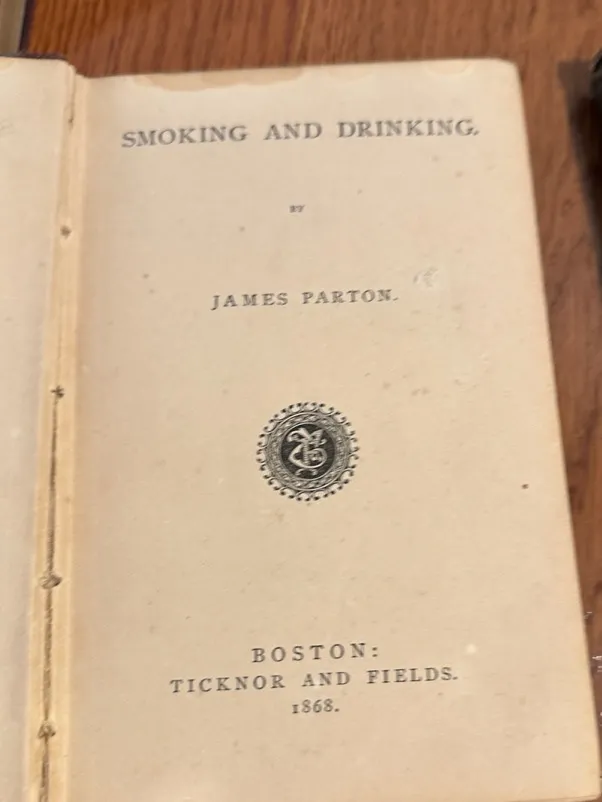 SMOKING AND DRINKING.
BY
JAMES PARTON.
BOSTON:
TICKNOR AND FIELDS.
1868.